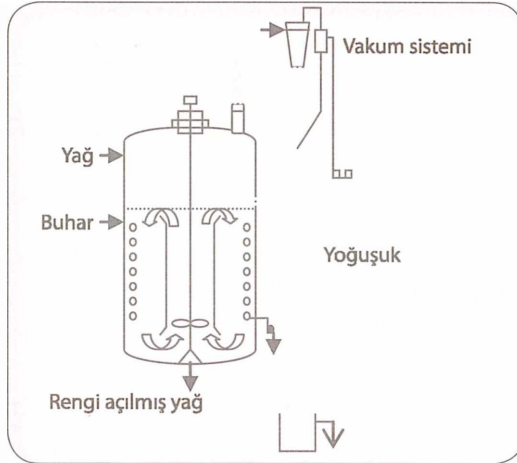 Vakum sistemi
Yağ
Buhar
Yoğuşuk
Rengi açılmış yağ